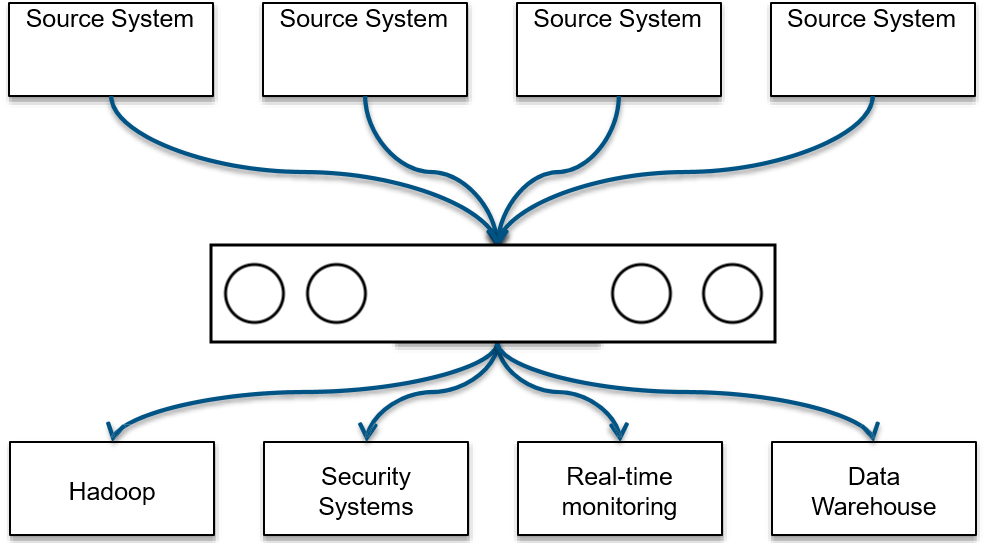 Source System
Source System
Source System
Source System
Hadoop
Security
Systems
Real-time
monitoring
Data
Warehouse